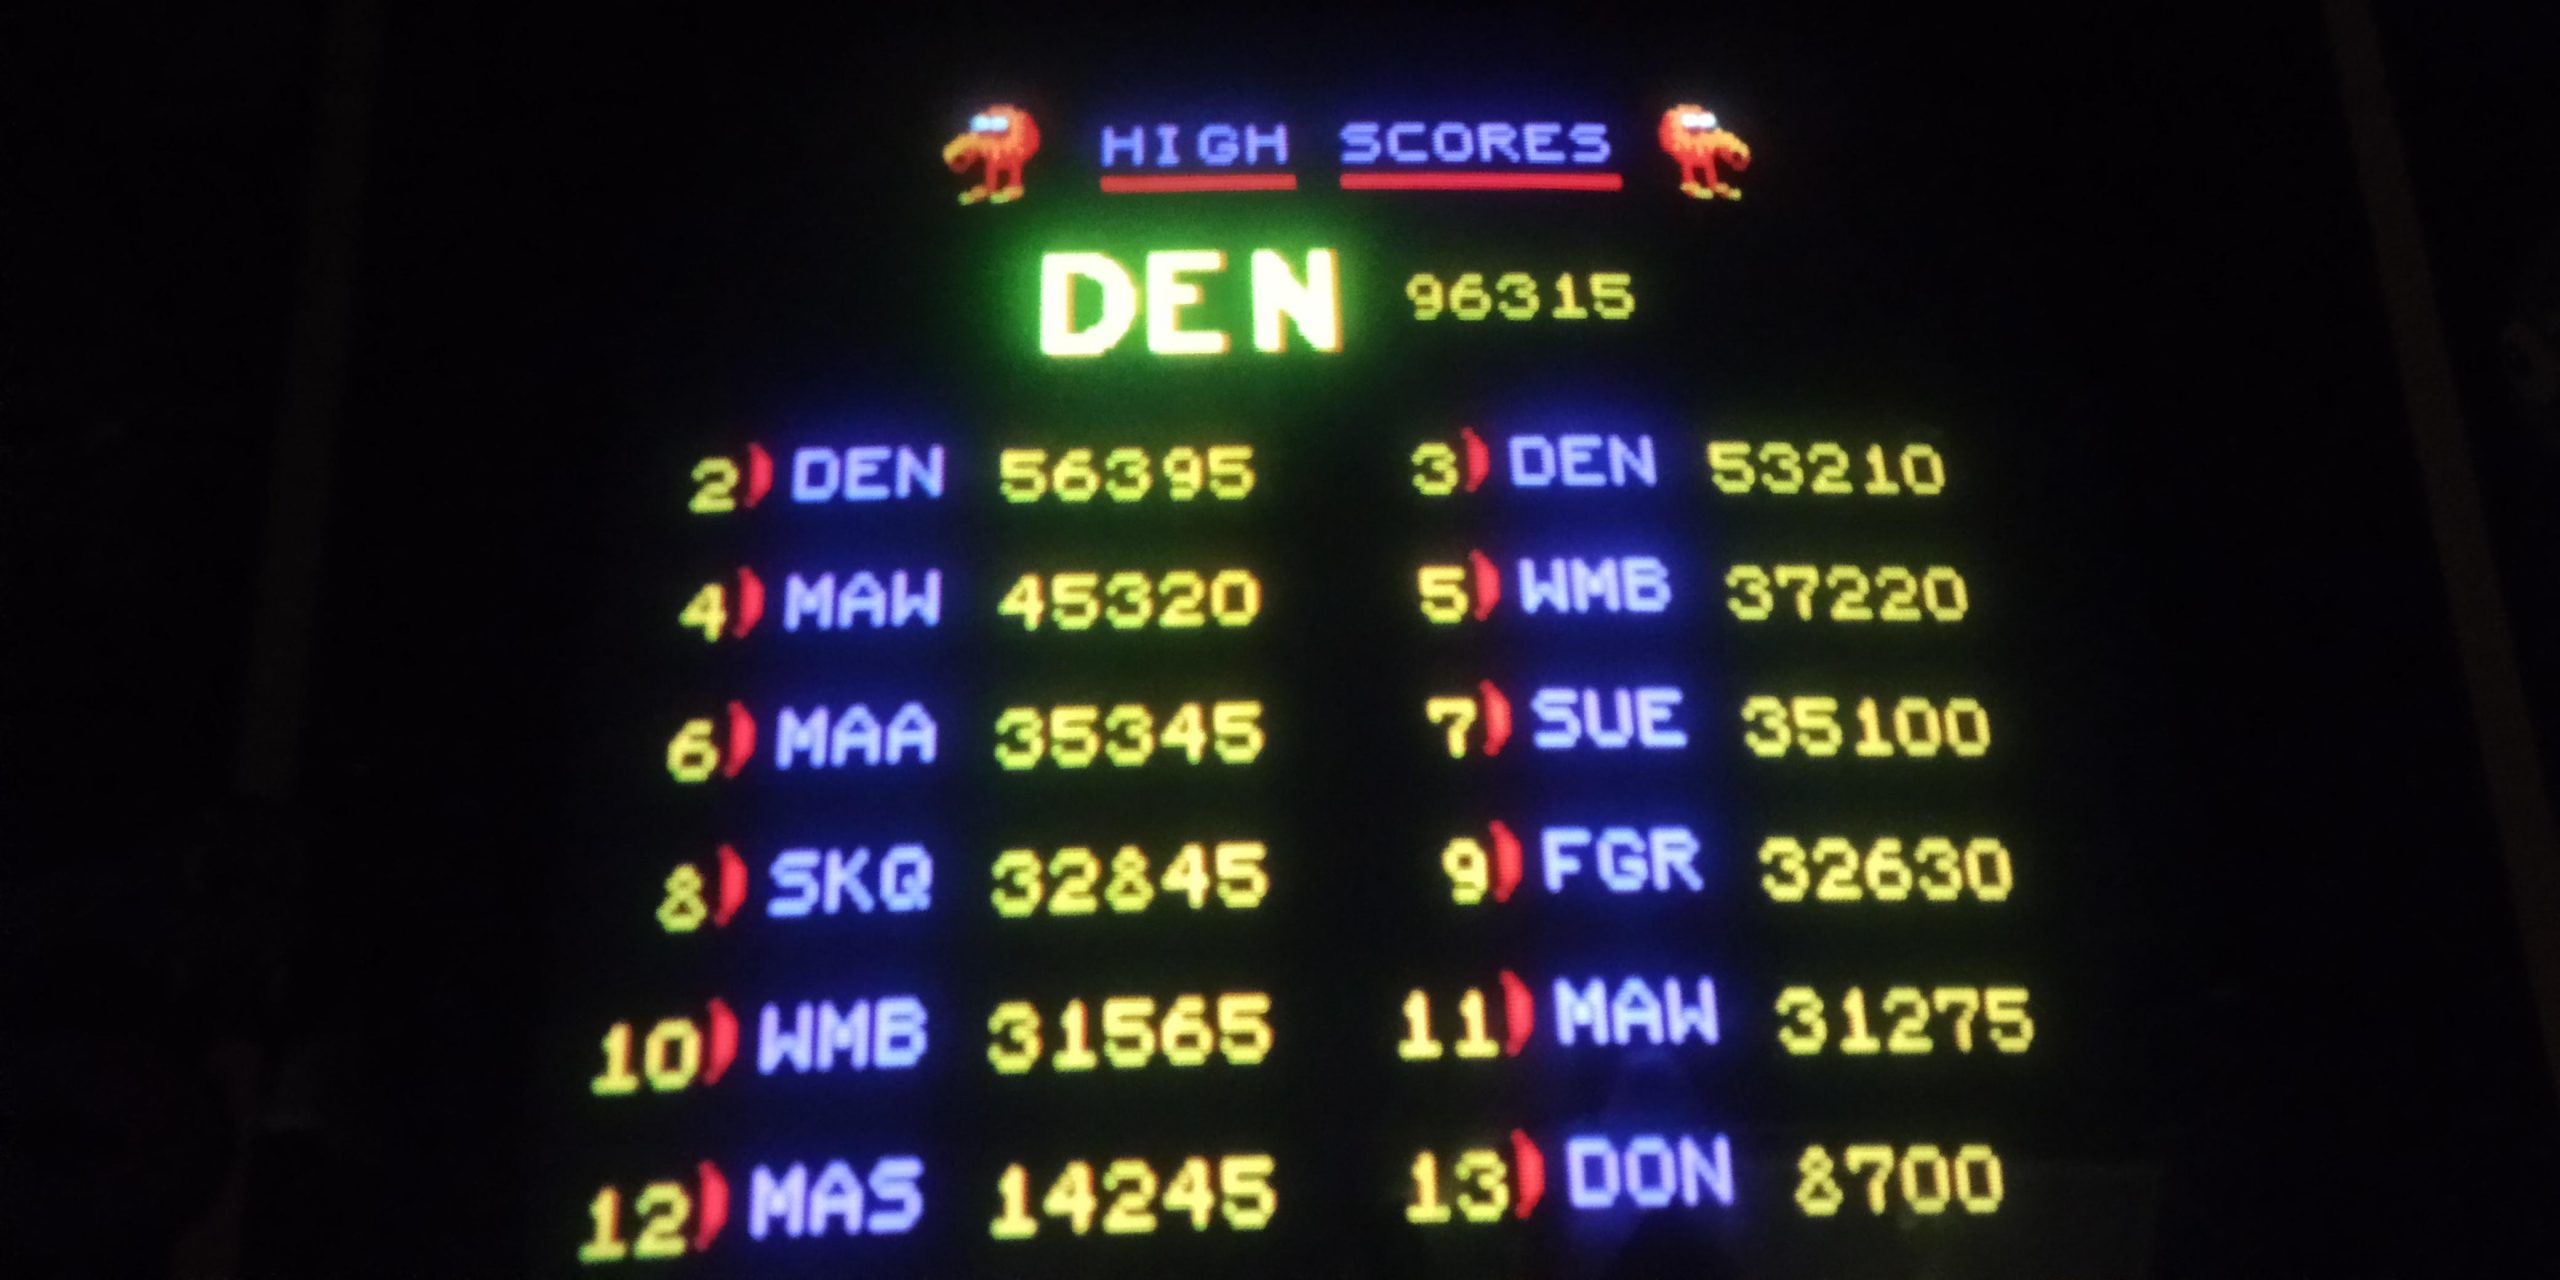 HIGH SCORES
DEN 96315
2) DEN 56395 3) DEN 53210
4) MAW 45320 5) WMB 37220
6) MAA 35345 7) SUE 35100
8) SKQ 32845 9) FGR 32630
10) WMB 31565 11) MAW 31275
12) MAS 14245 13) DON 8700